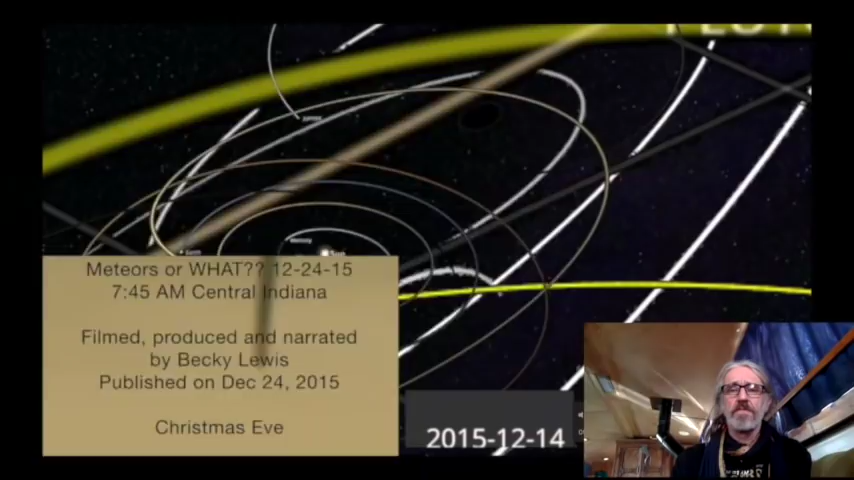 Meteors or WHAT?? 12-24-15
7:45 AM Central Indiana
Filmed, produced and narrated
by Becky Lewis
Published on Dec 24, 2015
Christmas Eve
2015-12-14
Mercury